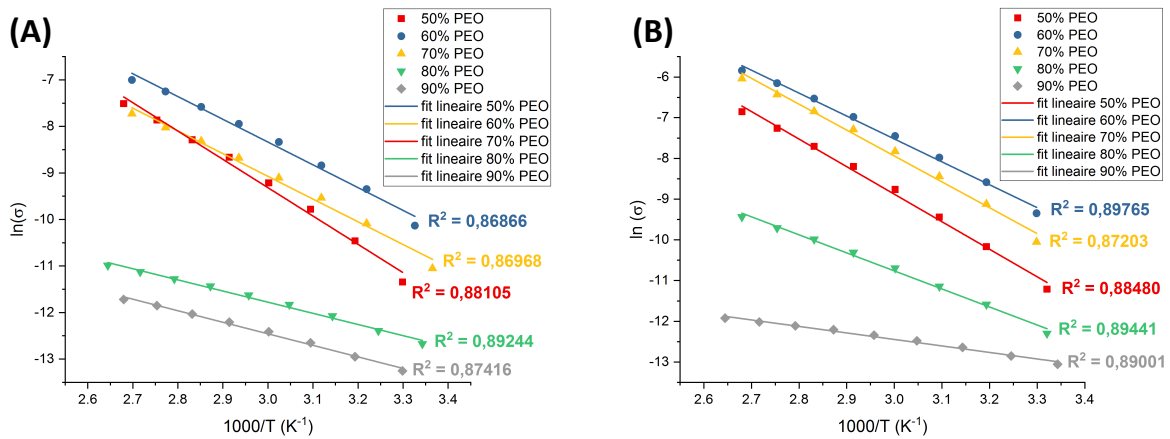 (A)
50% PEO
60% PEO
70% PEO
80% PEO
90% PEO
fit lineaire 50% PEO
fit lineaire 60% PEO
fit lineaire 70% PEO
fit lineaire 80% PEO
fit lineaire 90% PEO
-7
-8
-9
-10
-11
-12
-13
ln(σ)
R² = 0,86866
R² = 0,86968
R² = 0,88105
R² = 0,89244
R² = 0,87416
2.6 2.7 2.8 2.9 3.0 3.1 3.2 3.3 3.4
1000/T (K⁻¹)
(B)
50% PEO
60% PEO
70% PEO
80% PEO
90% PEO
fit lineaire 50% PEO
fit lineaire 60% PEO
fit lineaire 70% PEO
fit lineaire 80% PEO
fit lineaire 90% PEO
-6
-7
-8
-9
-10
-11
-12
-13
ln (σ)
R² = 0,89765
R² = 0,87203
R² = 0,88480
R² = 0,89441
R² = 0,89001
2.6 2.7 2.8 2.9 3.0 3.1 3.2 3.3 3.4
1000/T (K⁻¹)